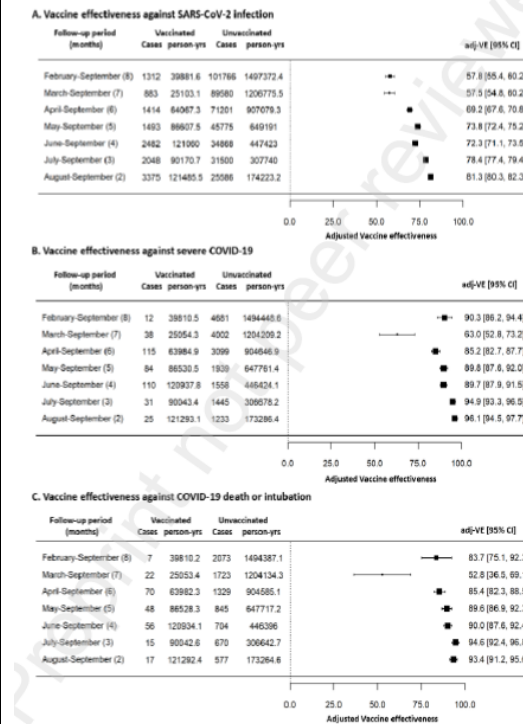 A. Vaccine effectiveness against SARS-CoV-2 infection
Follow-up period (months) Vaccinated Unvaccinated
Cases person-yrs Cases person-yrs adj-VE [95% CI]
February-September (8) 1312 39881.6 101766 1497372.4 57.8 [55.4, 60.2
March-September (7) 883 25103.1 89580 1206775.5 57.5 [54.8, 60.2
April-September (6) 1414 64067.3 71201 907079.3 69.2 [67.6, 70.8
May-September (5) 1493 86607.5 45775 649191 73.8 [72.4, 75.2
June-September (4) 2482 121060 34868 447423 72.3 [71.1, 73.5
July-September (3) 2048 90170.7 31500 307740 78.4 [77.4, 79.4
August-September (2) 3375 121485.5 25586 174223.2 81.3 [80.3, 82.3
0.0 25.0 50.0 75.0 100.0
Adjusted Vaccine effectiveness
B. Vaccine effectiveness against severe COVID-19
Follow-up period (months) Vaccinated Unvaccinated
Cases person-yrs Cases person-yrs adj-VE [95% CI]
February-September (8) 12 39810.5 4681 1494448.6 90.3 [86.2, 94.4
March-September (7) 38 25054.3 4002 1204209.2 63.0 [52.8, 73.2
April-September (6) 115 63984.9 3099 904646.9 85.2 [82.7, 87.7
May-September (5) 84 86530.5 1939 647761.4 89.8 [87.6, 92.0
June-September (4) 110 120937.8 1558 446424.1 89.7 [87.9, 91.5
July-September (3) 31 90043.4 1445 306678.2 94.9 [93.3, 96.5
August-September (2) 25 121293.1 1233 173286.4 96.1 [94.5, 97.7
0.0 25.0 50.0 75.0 100.0
Adjusted Vaccine effectiveness
C. Vaccine effectiveness against COVID-19 death or intubation
Follow-up period (months) Vaccinated Unvaccinated
Cases person-yrs Cases person-yrs adj-VE [95% CI]
February-September (8) 7 39810.2 2073 1494387.1 83.7 [75.1, 92.
March-September (7) 22 25053.4 1723 1204134.3 52.8 [36.5, 69.
April-September (6) 70 63982.3 1329 904585.1 85.4 [82.3, 88.
May-September (5) 48 86528.3 845 647717.2 89.6 [86.9, 92.
June-September (4) 56 120934.1 704 446396 90.0 [87.6, 92.
July-September (3) 15 90042.6 670 306642.7 94.6 [92.4, 96.
August-September (2) 17 121292.4 577 173264.6 93.4 [91.2, 95.
0.0 25.0 50.0 75.0 100.0
Adjusted Vaccine effectiveness
Preprint not peer reviewe